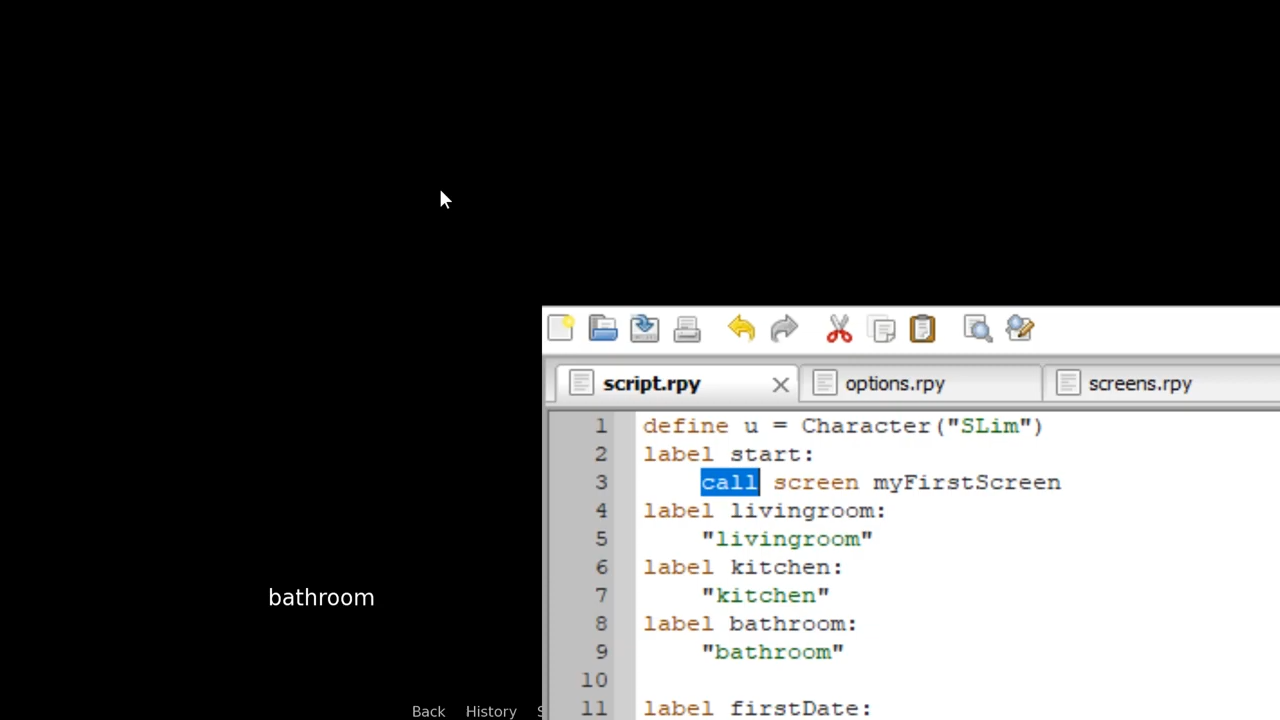 script.rpy
options.rpy
screens.rpy
1 define u = Character("SLim")
2 label start:
3 call screen myFirstScreen
4 label livingroom:
5 "livingroom"
6 label kitchen:
7 "kitchen"
8 label bathroom:
9 "bathroom"
10
11 label firstDate:
bathroom
Back History